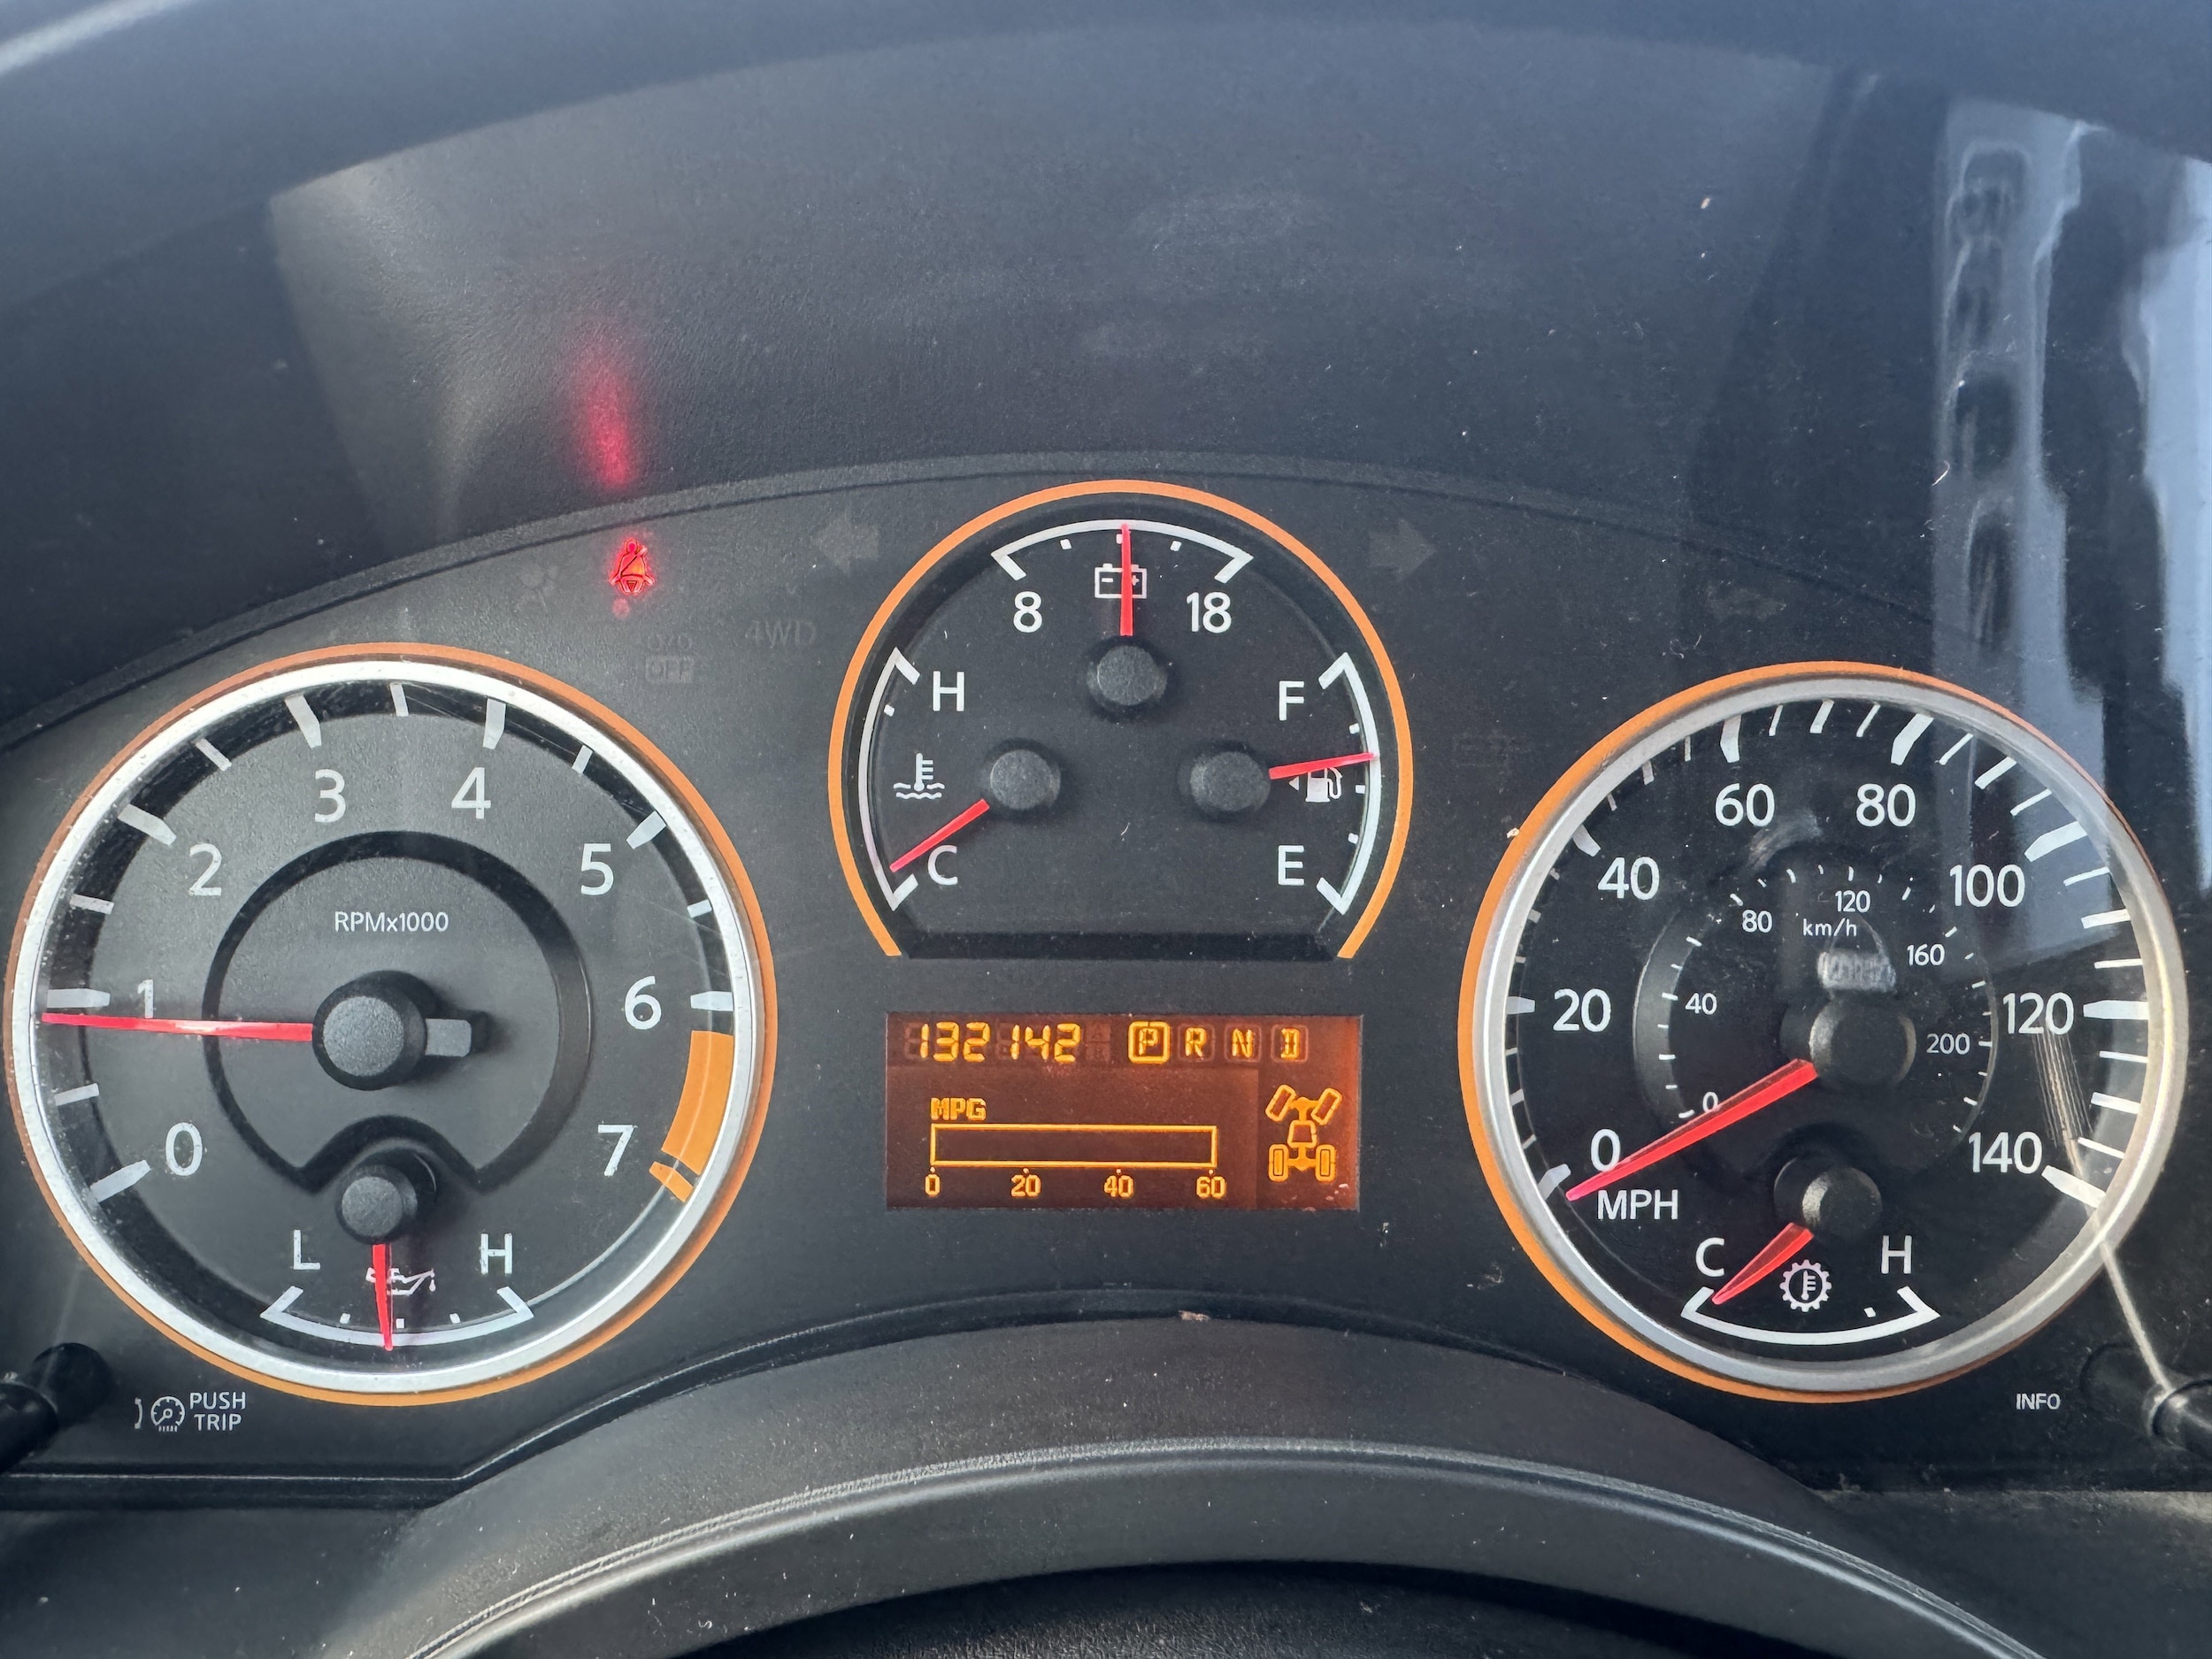 4WD
O/D
OFF
8 18
H
F
C
E
3 4
2 5
RPMx1000
1 6
0 7
L H
132142 P R N D
MPG
0 20 40 60
60 80
40 100
120
80 km/h
160
20 40 120
200
0
0 140
MPH
C H
PUSH
TRIP
INFO